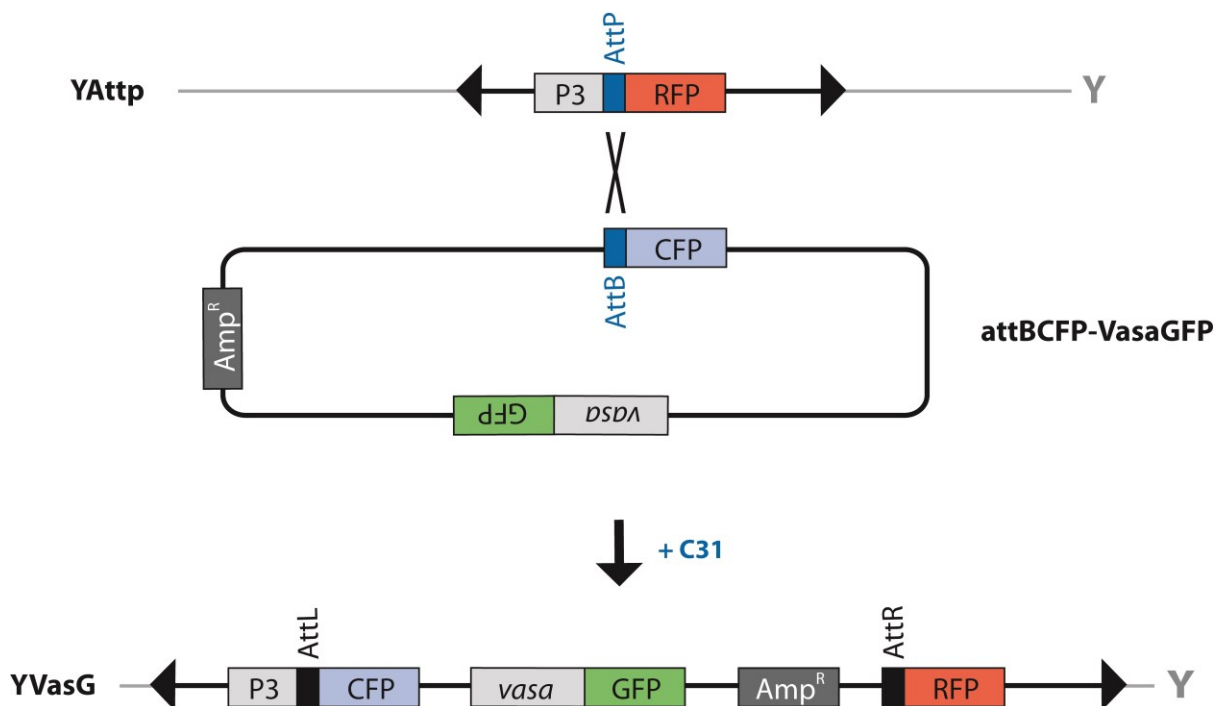 AttP
YAttp P3 RFP Y
CFP
AttB
Amp^R
attBCFP-VasaGFP
GFP vasa
+ C31
AttL AttR
YVasG P3 CFP vasa GFP Amp^R RFP Y